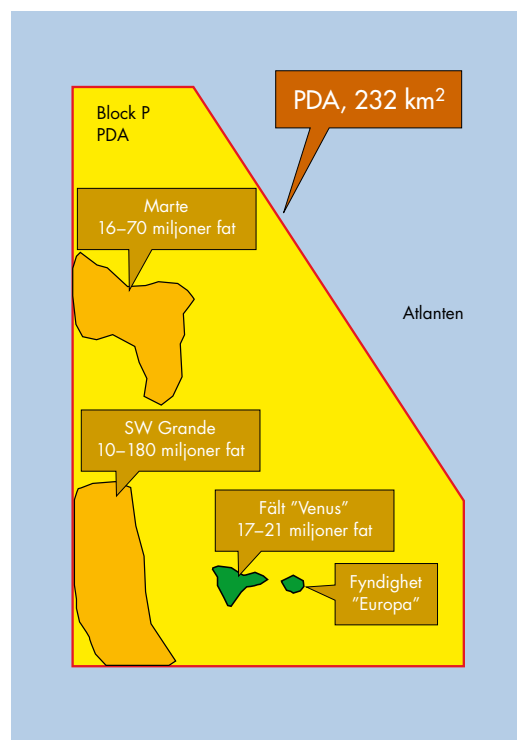 PDA, 232 km²
Block P
PDA
Marte
16–70 miljoner fat
Atlanten
SW Grande
10–180 miljoner fat
Fält ”Venus”
17–21 miljoner fat
Fyndighet
”Europa”